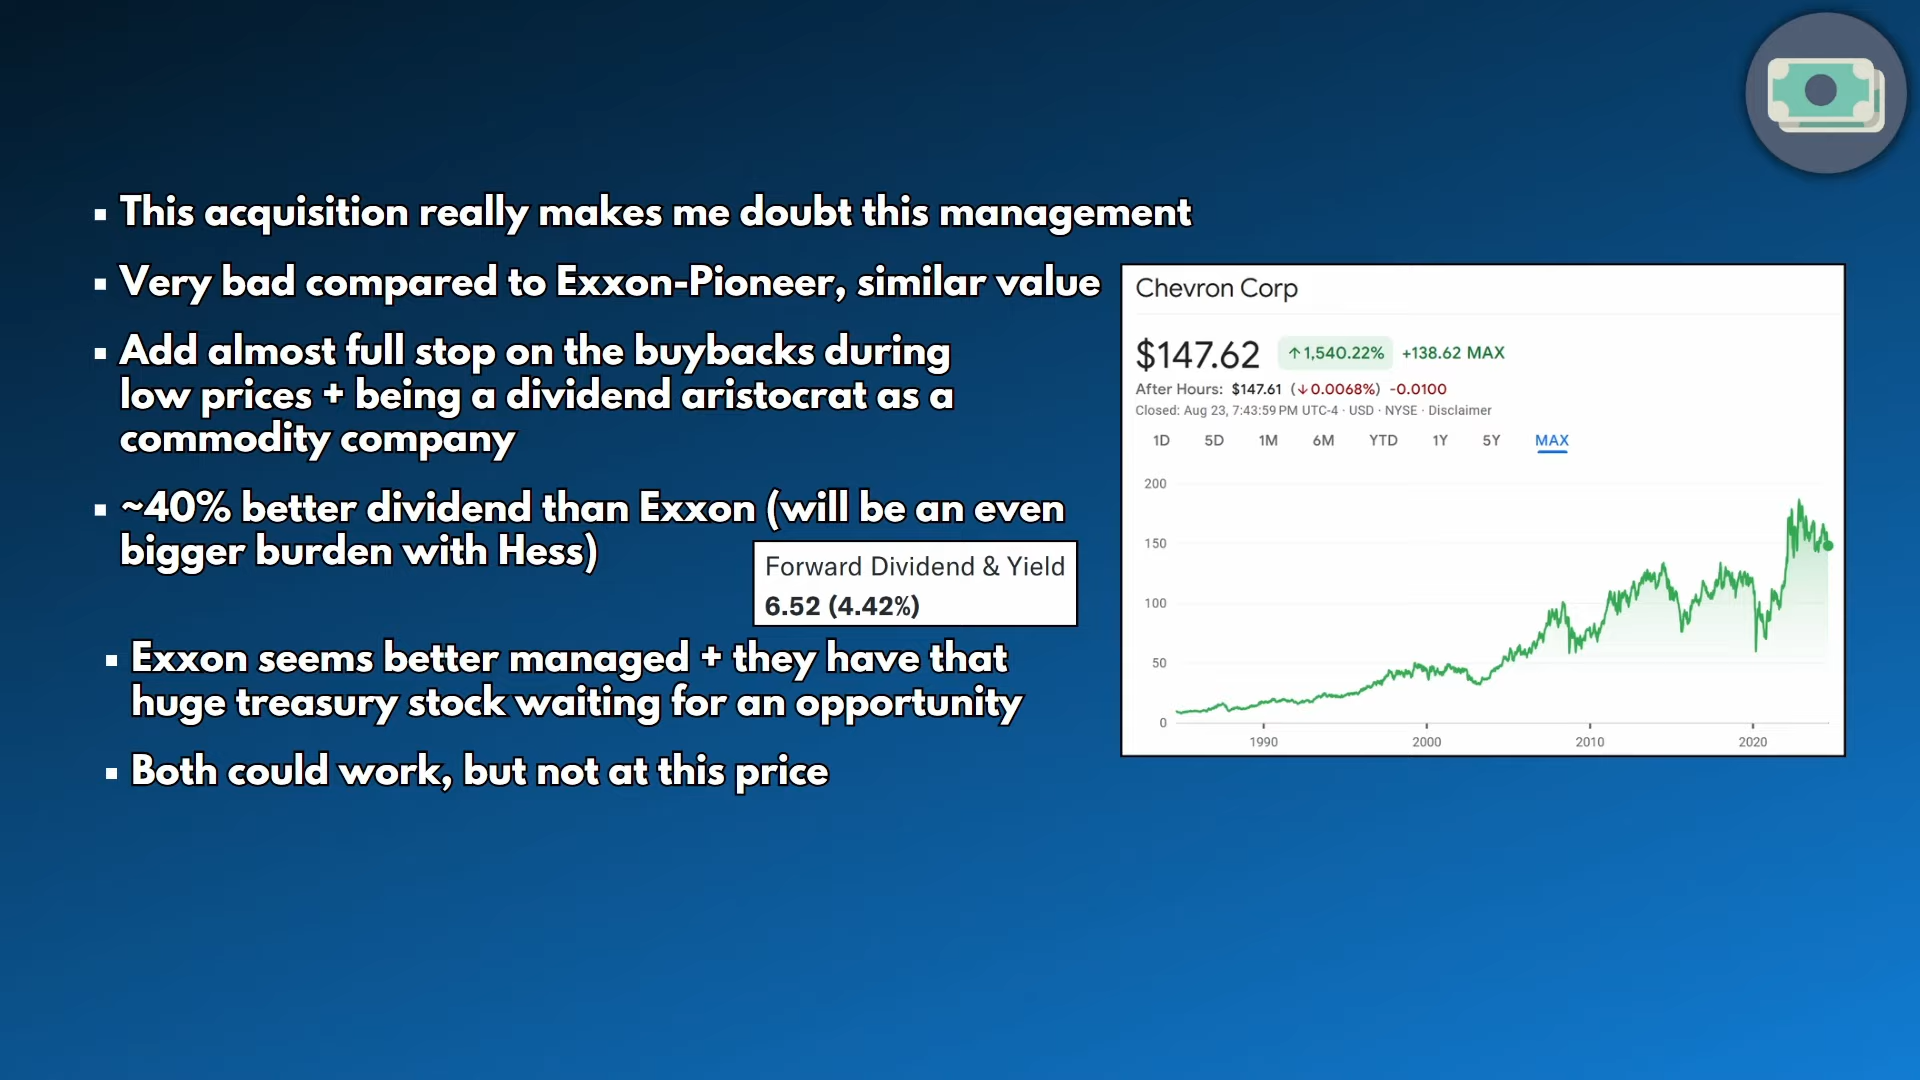 ▪ This acquisition really makes me doubt this management
▪ Very bad compared to Exxon-Pioneer, similar value
▪ Add almost full stop on the buybacks during
low prices + being a dividend aristocrat as a
commodity company
▪ ~40% better dividend than Exxon (will be an even
bigger burden with Hess)
Forward Dividend & Yield
6.52 (4.42%)
▪ Exxon seems better managed + they have that
huge treasury stock waiting for an opportunity
▪ Both could work, but not at this price
Chevron Corp
$147.62 ↑1,540.22% +138.62 MAX
After Hours: $147.61 (↓0.0068%) -0.0100
Closed: Aug 23, 7:43:59 PM UTC-4 · USD · NYSE · Disclaimer
1D 5D 1M 6M YTD 1Y 5Y MAX
200
150
100
50
0
1990 2000 2010 2020